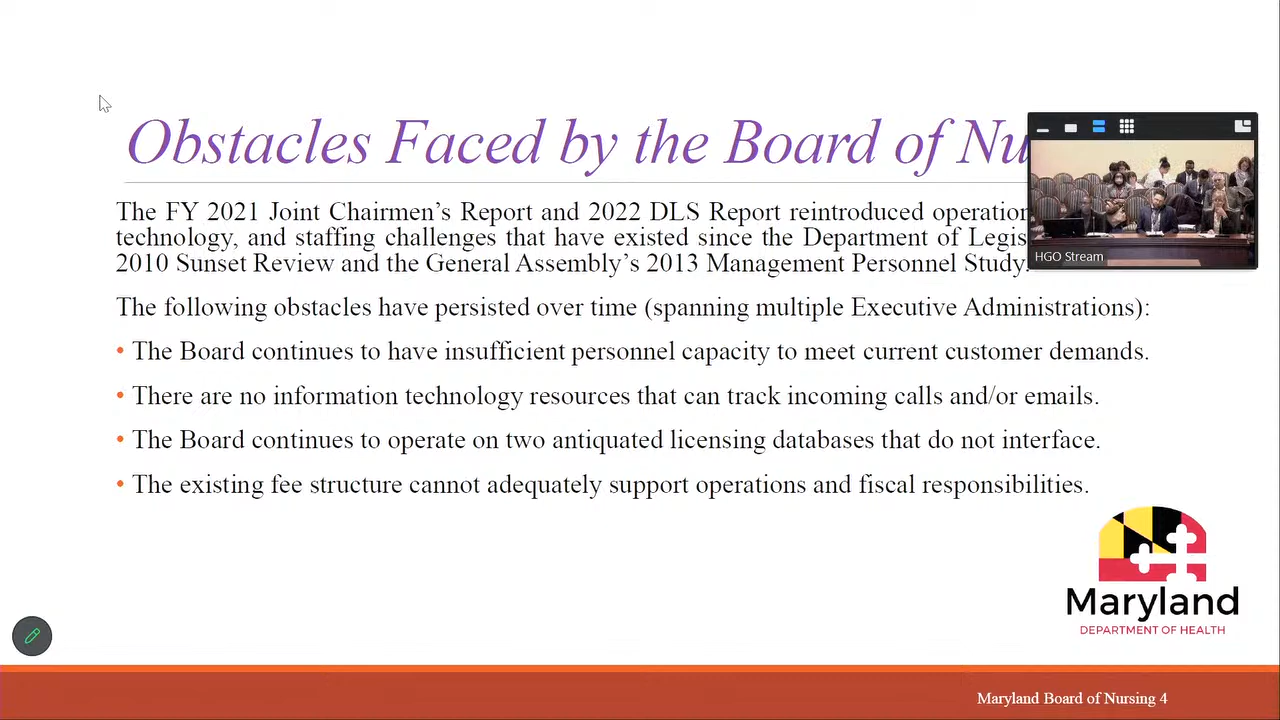 Obstacles Faced by the Board of Nu
The FY 2021 Joint Chairmen’s Report and 2022 DLS Report reintroduced operation
technology, and staffing challenges that have existed since the Department of Legis
2010 Sunset Review and the General Assembly’s 2013 Management Personnel Study.
HGO Stream
The following obstacles have persisted over time (spanning multiple Executive Administrations):
• The Board continues to have insufficient personnel capacity to meet current customer demands.
• There are no information technology resources that can track incoming calls and/or emails.
• The Board continues to operate on two antiquated licensing databases that do not interface.
• The existing fee structure cannot adequately support operations and fiscal responsibilities.
Maryland
DEPARTMENT OF HEALTH
Maryland Board of Nursing 4